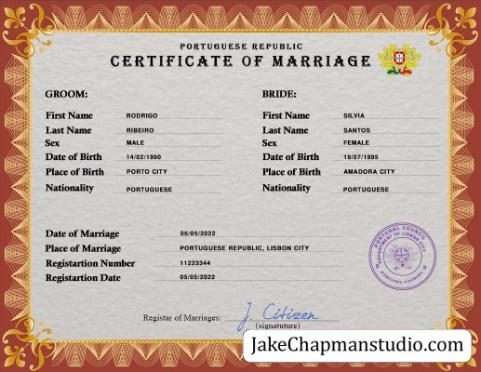 PORTUGUESE REPUBLIC
CERTIFICATE OF MARRIAGE
GROOM: BRIDE:
First Name RODRIGO First Name SILVIA
Last Name RIBEIRO Last Name SANTOS
Sex MALE Sex FEMALE
Date of Birth 14/02/1990 Date of Birth 19/07/1995
Place of Birth PORTO CITY Place of Birth AMADORA CITY
Nationality PORTUGUESE Nationality PORTUGUESE
Date of Marriage 05/05/2022
Place of Marriage PORTUGUESE REPUBLIC, LISBON CITY
Registartion Number 11223344
Registartion Date 05/05/2022
PORTUGAL COUNCIL
DEPARTMENT OF LISBON CITY
Registar of Marriages: J. Citizen
(signatuture)
JakeChapmanstudio.com